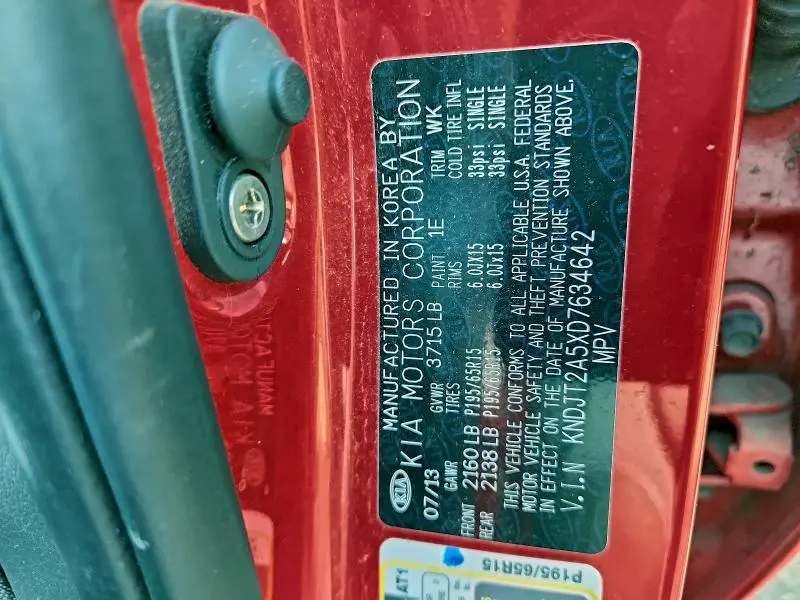 MANUFACTURED IN KOREA BY
KIA MOTORS CORPORATION
KIA
07/13 GVWR 3715 LB PAINT 1E TRIM WK
GAWR TIRES RIMS COLD TIRE INFL
FRONT 2160 LB P195/65R15 6.0JX15 33psi SINGLE
REAR 2138 LB P195/65R15 6.0Jx15 33psi SINGLE
THIS VEHICLE CONFORMS TO ALL APPLICABLE U.S.A. FEDERAL
MOTOR VEHICLE SAFETY AND THEFT PREVENTION STANDARDS
IN EFFECT ON THE DATE OF MANUFACTURE SHOWN ABOVE.
V.I.N KNDJT2A5XD7634642
MPV
P195/65R15